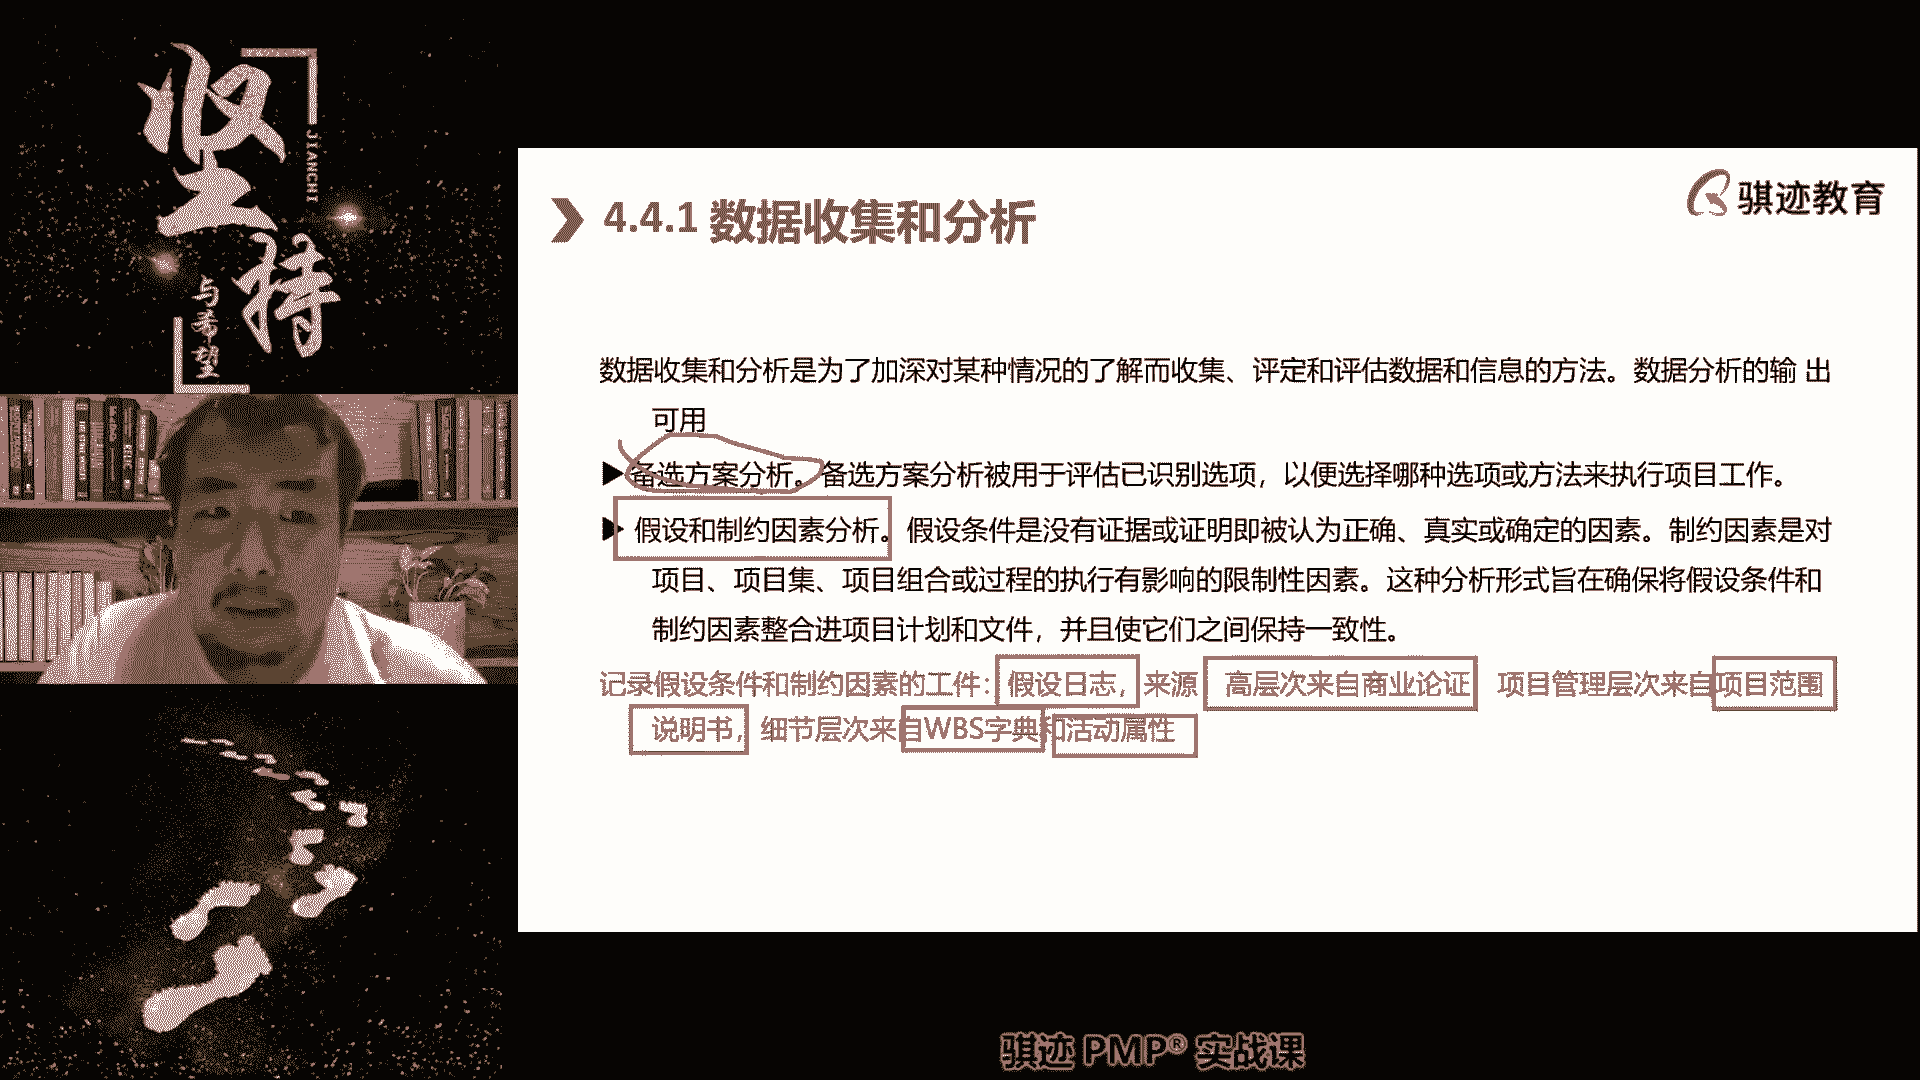 坚持
JIANCHI
与希望
骐迹教育
4.4.1 数据收集和分析
数据收集和分析是为了加深对某种情况的了解而收集、评定和评估数据和信息的方法。数据分析的输 出
可用
备选方案分析。备选方案分析被用于评估已识别选项，以便选择哪种选项或方法来执行项目工作。
假设和制约因素分析。假设条件是没有证据或证明即被认为正确、真实或确定的因素。制约因素是对
项目、项目集、项目组合或过程的执行有影响的限制性因素。这种分析形式旨在确保将假设条件和
制约因素整合进项目计划和文件，并且使它们之间保持一致性。
记录假设条件和制约因素的工件：假设日志，来源 高层次来自商业论证 项目管理层次来自项目范围
说明书，细节层次来自WBS字典和活动属性
骐迹 PMP® 实战课